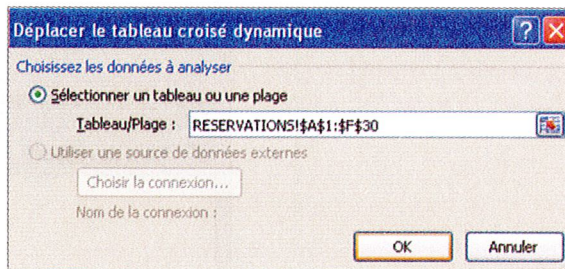 Déplacer le tableau croisé dynamique
Choisissez les données à analyser
Sélectionner un tableau ou une plage
Tableau/Plage : RESERVATIONS!$A$1:$F$30
Utiliser une source de données externes
Choisir la connexion...
Nom de la connexion :
OK Annuler